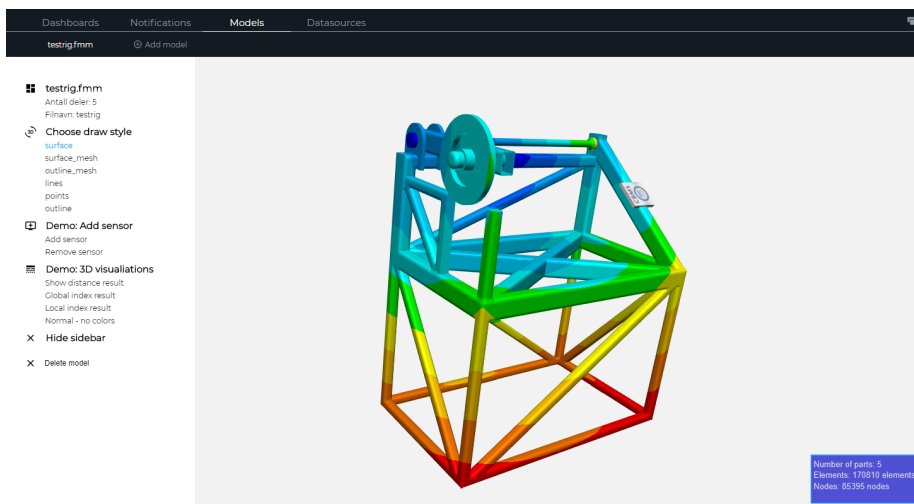 Dashboards Notifications Models Datasources
testrig.fmm Add model
testrig.fmm
Antall deler: 5
Filnavn: testrig
3D
Choose draw style
surface
surface_mesh
outline_mesh
lines
points
outline
Demo: Add sensor
Add sensor
Remove sensor
Demo: 3D visualiations
Show distance result
Global index result
Local index result
Normal - no colors
Hide sidebar
Delete model
Number of parts: 5
Elements: 170810 elements
Nodes: 85395 nodes